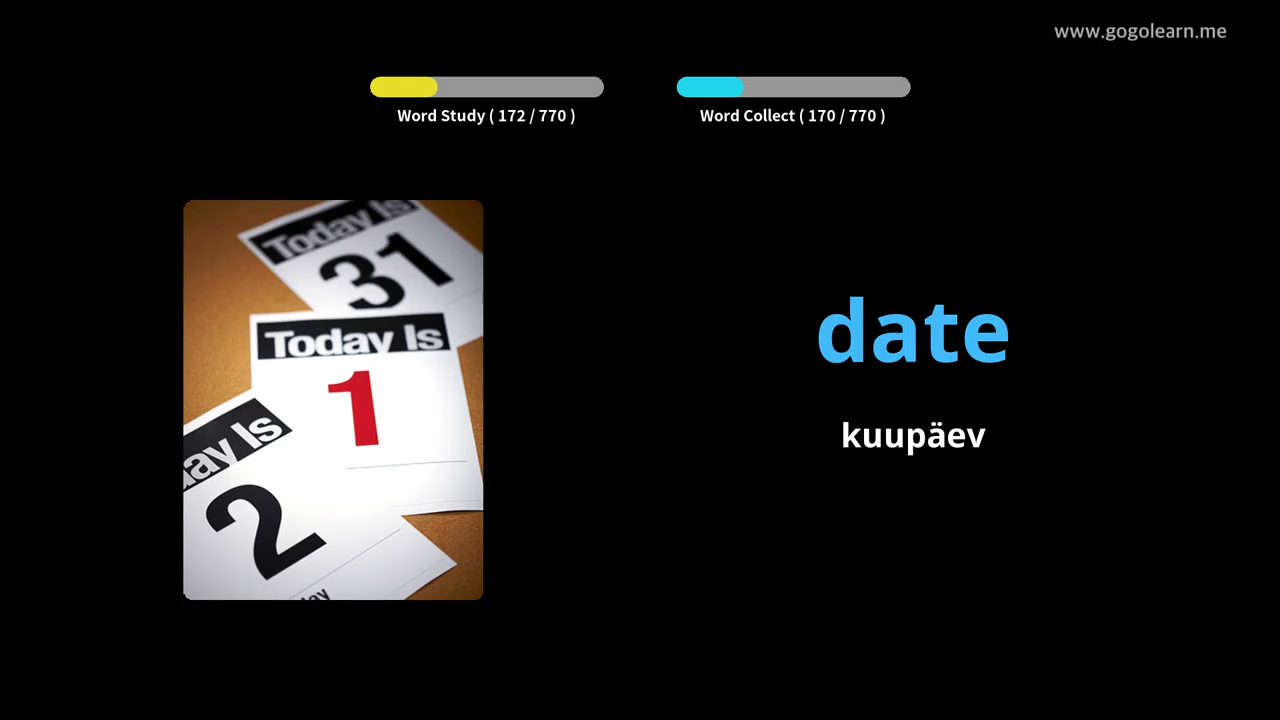 www.gogolearn.me
Word Study ( 172 / 770 )
Word Collect ( 170 / 770 )
Today Is
31
Today Is
1
ay Is
2
date
kuupäev